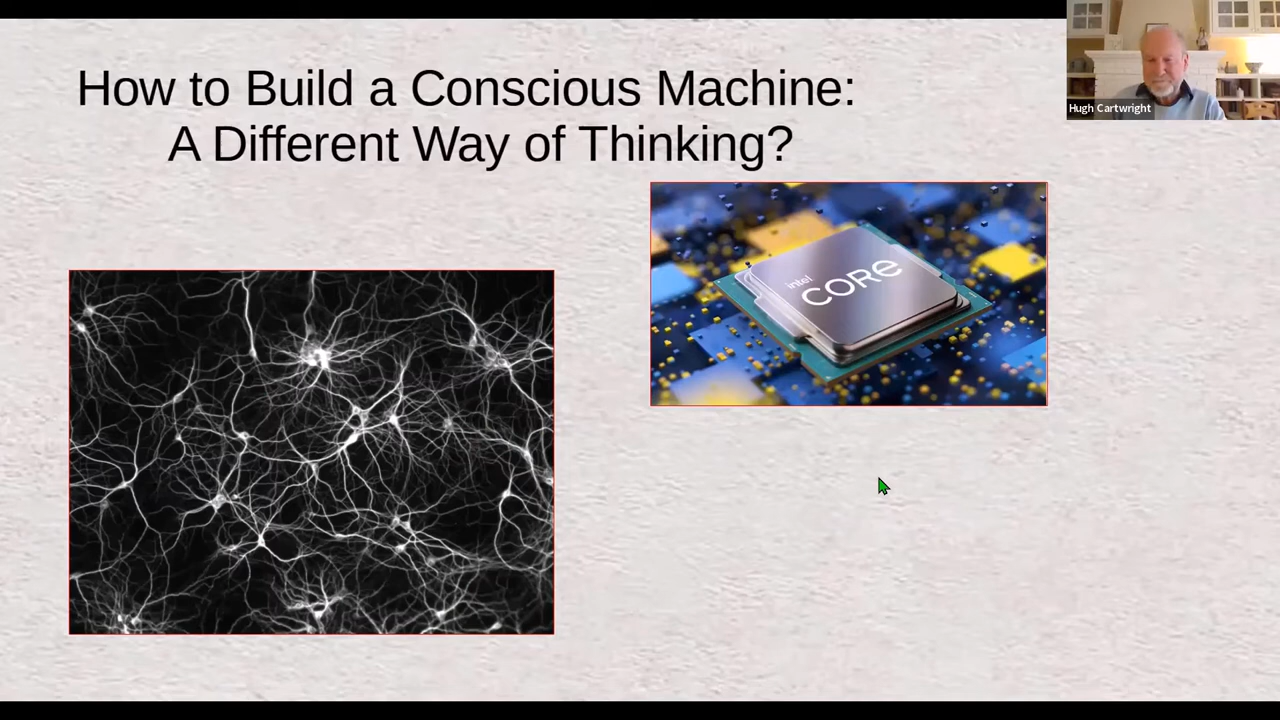 How to Build a Conscious Machine:
A Different Way of Thinking?
Hugh Cartwright
intel
CORe